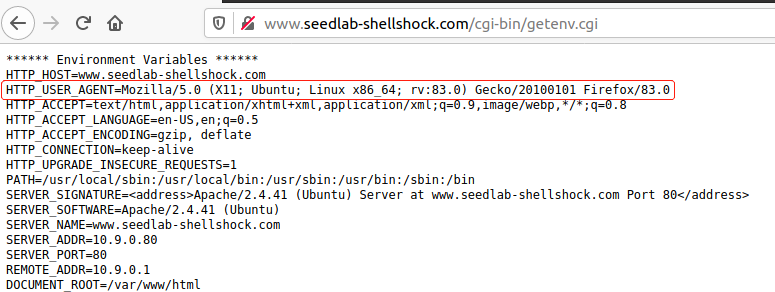 www.seedlab-shellshock.com/cgi-bin/getenv.cgi
****** Environment Variables ******
HTTP_HOST=www.seedlab-shellshock.com
HTTP_USER_AGENT=Mozilla/5.0 (X11; Ubuntu; Linux x86_64; rv:83.0) Gecko/20100101 Firefox/83.0
HTTP_ACCEPT=text/html,application/xhtml+xml,application/xml;q=0.9,image/webp,*/*;q=0.8
HTTP_ACCEPT_LANGUAGE=en-US,en;q=0.5
HTTP_ACCEPT_ENCODING=gzip, deflate
HTTP_CONNECTION=keep-alive
HTTP_UPGRADE_INSECURE_REQUESTS=1
PATH=/usr/local/sbin:/usr/local/bin:/usr/sbin:/usr/bin:/sbin:/bin
SERVER_SIGNATURE=<address>Apache/2.4.41 (Ubuntu) Server at www.seedlab-shellshock.com Port 80</address>
SERVER_SOFTWARE=Apache/2.4.41 (Ubuntu)
SERVER_NAME=www.seedlab-shellshock.com
SERVER_ADDR=10.9.0.80
SERVER_PORT=80
REMOTE_ADDR=10.9.0.1
DOCUMENT_ROOT=/var/www/html